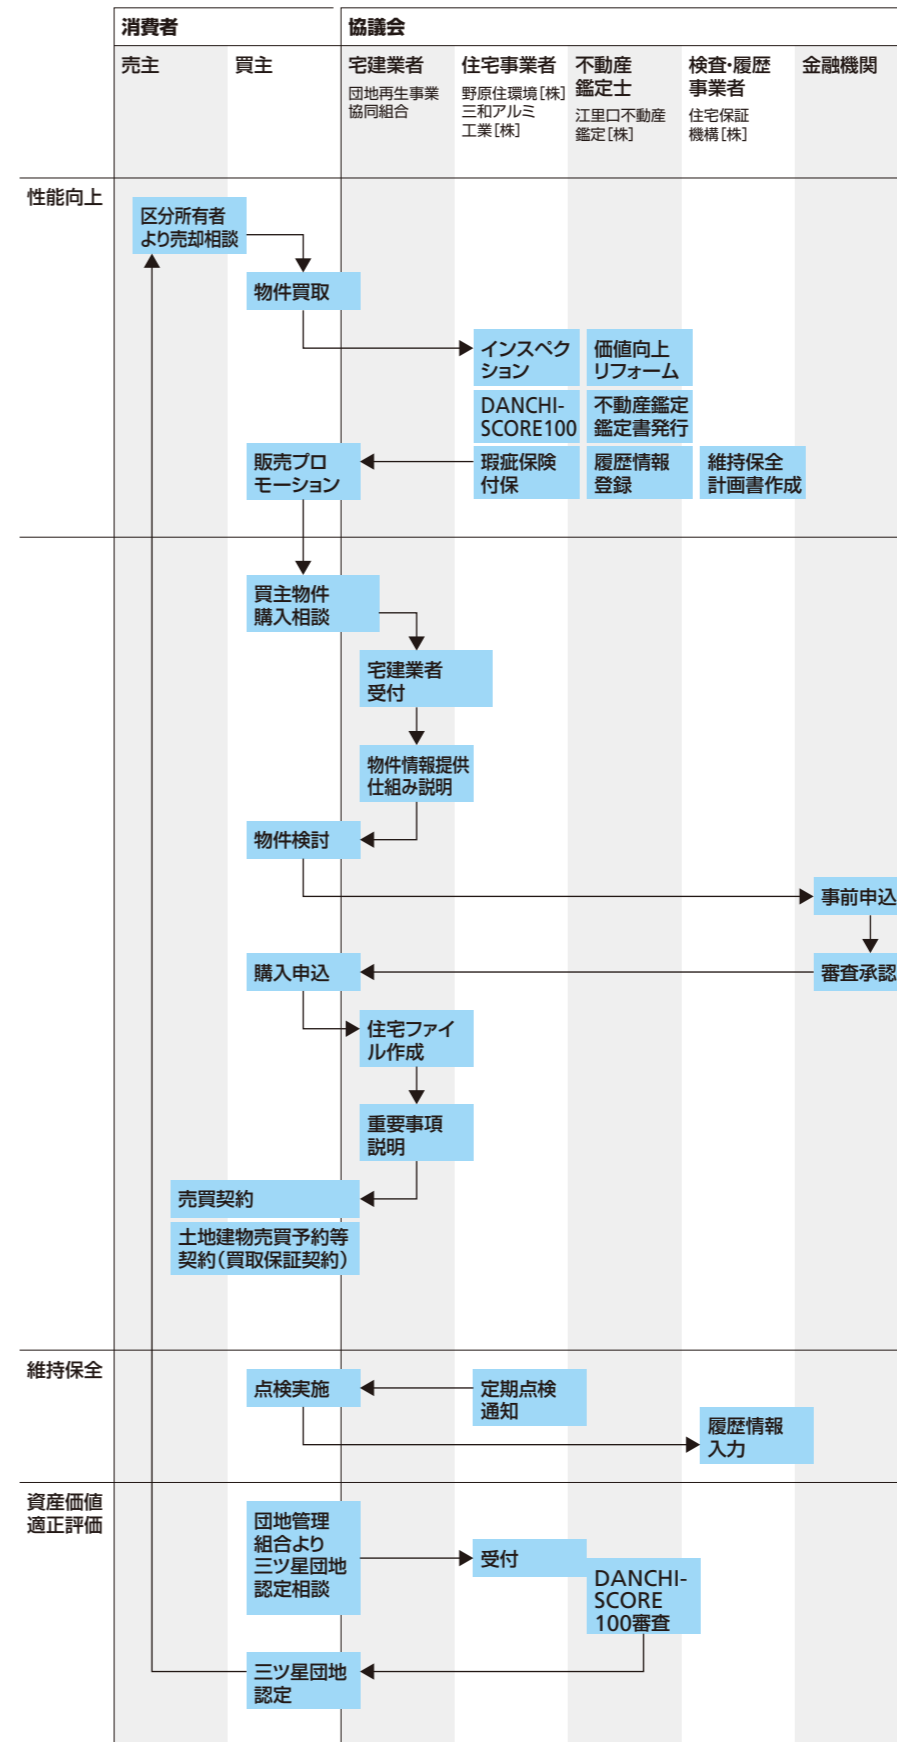 消費者
協議会
売主
買主
宅建業者
団地再生事業
協同組合
住宅事業者
野原住環境[株]
三和アルミ
工業[株]
不動産
鑑定士
江里口不動産
鑑定[株]
検査・履歴
事業者
住宅保証
機構[株]
金融機関
性能向上
区分所有者
より売却相談
物件買取
インスペク
ション
価値向上
リフォーム
DANCHI-
SCORE100
不動産鑑定
鑑定書発行
販売プロ
モーション
瑕疵保険
付保
履歴情報
登録
維持保全
計画書作成
買主物件
購入相談
宅建業者
受付
物件情報提供
仕組み説明
物件検討
事前申込
購入申込
審査承認
住宅ファイ
ル作成
重要事項
説明
売買契約
土地建物売買予約等
契約(買取保証契約)
維持保全
点検実施
定期点検
通知
履歴情報
入力
資産価値
適正評価
団地管理
組合より
三ツ星団地
認定相談
受付
DANCHI-
SCORE
100審査
三ツ星団地
認定